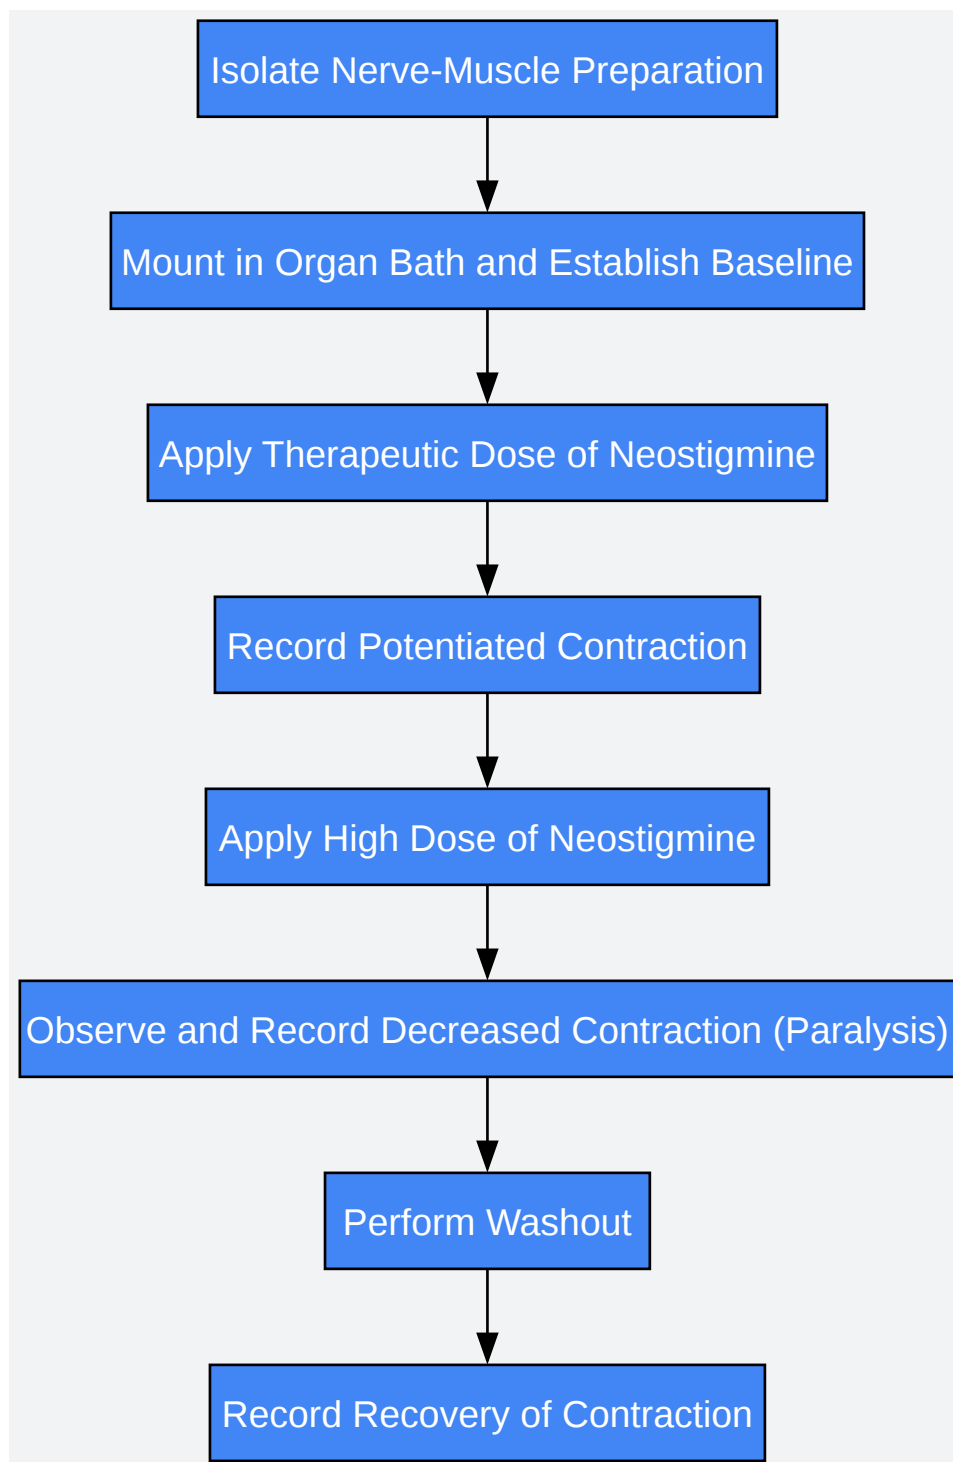 Isolate Nerve-Muscle Preparation
Mount in Organ Bath and Establish Baseline
Apply Therapeutic Dose of Neostigmine
Record Potentiated Contraction
Apply High Dose of Neostigmine
Observe and Record Decreased Contraction (Paralysis)
Perform Washout
Record Recovery of Contraction